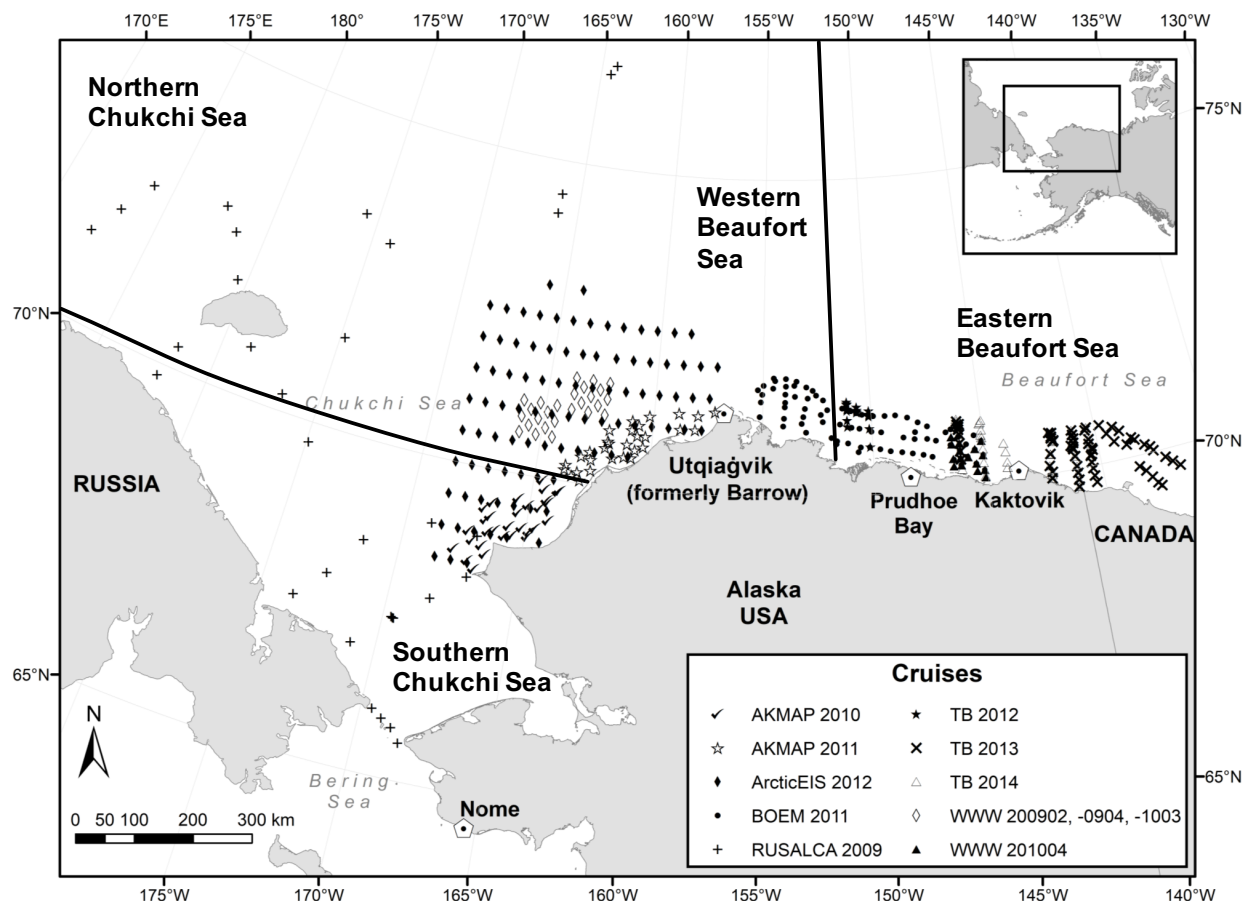 170°E 175°E 180° 175°W 170°W 165°W 160°W 155°W 150°W 145°W 140°W 135°W 130°W
Northern
Chukchi Sea
75°N
Western
Beaufort
Sea
70°N
Eastern
Beaufort Sea
Beaufort Sea
Chukchi Sea
70°N
RUSSIA
Utqiaġvik
(formerly Barrow)
Prudhoe
Bay
Kaktovik
CANADA
Alaska
USA
Southern
Chukchi Sea
65°N
N
Bering
Sea
Nome
0 50 100 200 300 km
65°N
Cruises
AKMAP 2010
AKMAP 2011
ArcticEIS 2012
BOEM 2011
RUSALCA 2009
TB 2012
TB 2013
TB 2014
WWW 200902, -0904, -1003
WWW 201004
175°W 170°W 165°W 160°W 155°W 150°W 145°W 140°W